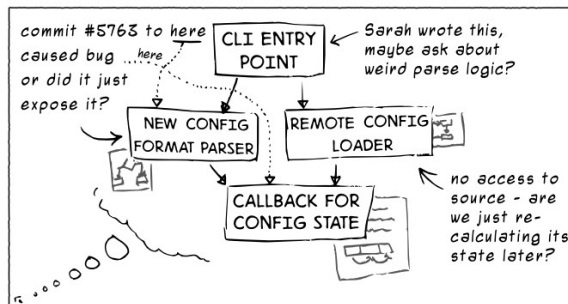 commit #5763 to here
caused bug
here
or did it just
expose it?
CLI ENTRY
POINT
Sarah wrote this,
maybe ask about
weird parse logic?
NEW CONFIG
FORMAT PARSER
REMOTE CONFIG
LOADER
CALLBACK FOR
CONFIG STATE
no access to
source - are
we just re-
calculating its
state later?